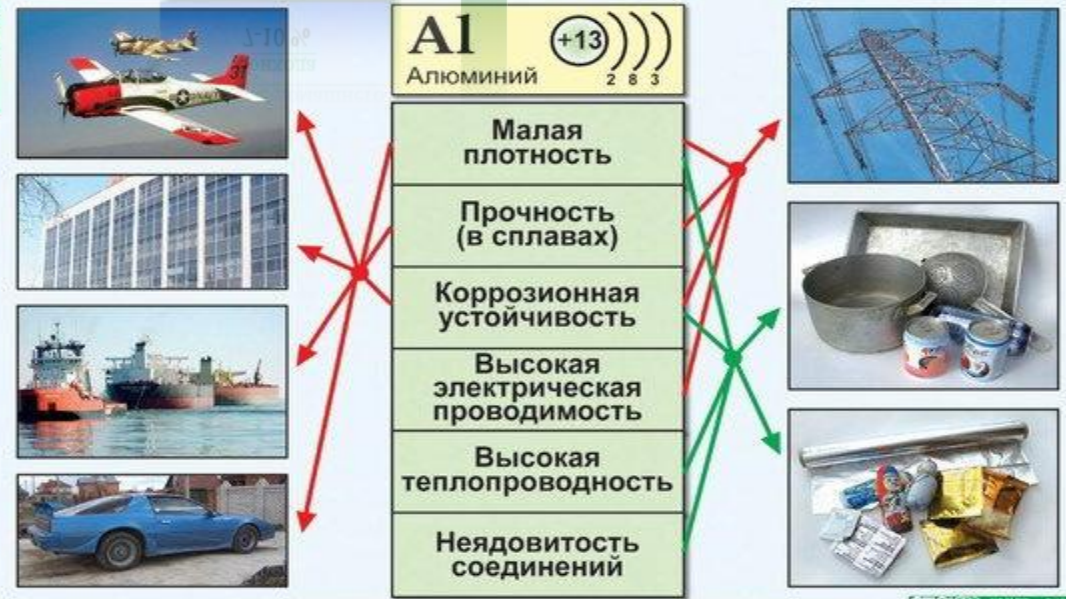 Al
+13
Алюминий
2 8 3
Малая
плотность
Прочность
(в сплавах)
Коррозионная
устойчивость
Высокая
электрическая
проводимость
Высокая
теплопроводность
Неядовитость
соединений
31